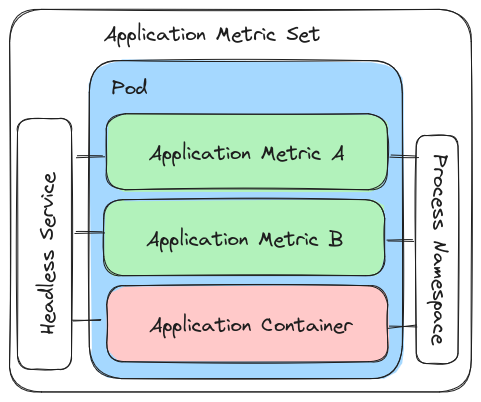 Application Metric Set
Pod
Headless Service
Application Metric A
Application Metric B
Application Container
Process Namespace